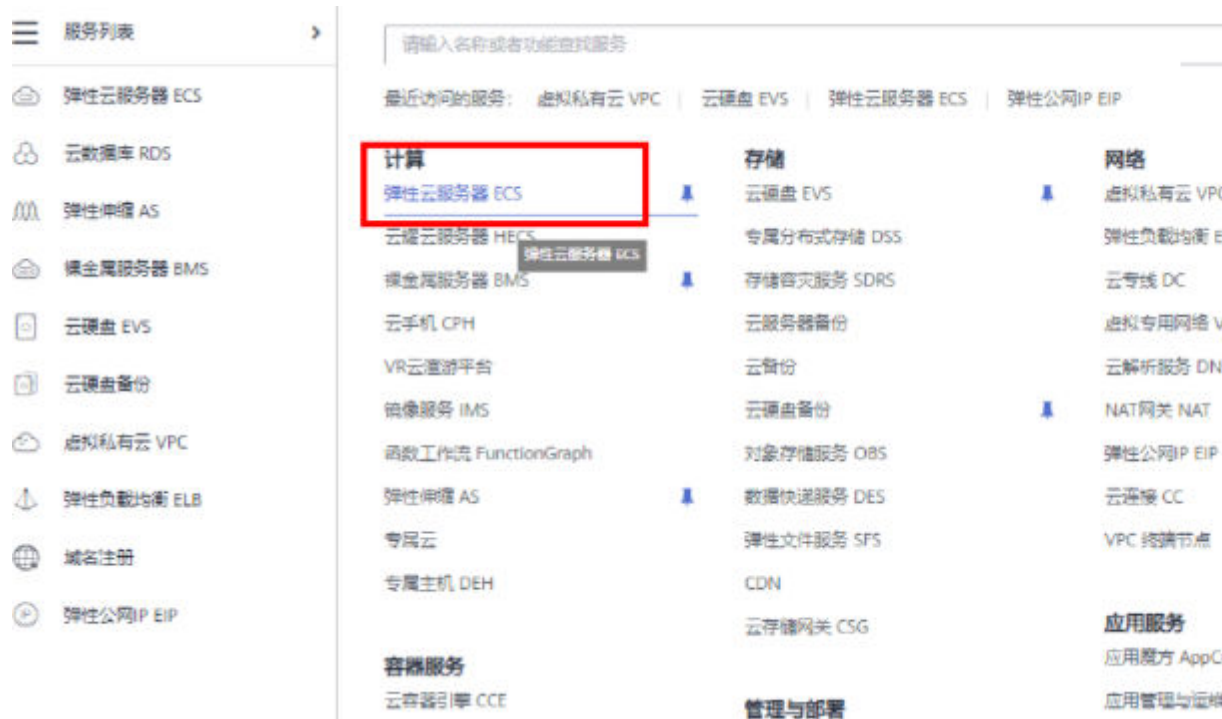 服务列表
弹性云服务器 ECS
云数据库 RDS
弹性伸缩 AS
裸金属服务器 BMS
云硬盘 EVS
云硬盘备份
虚拟私有云 VPC
弹性负载均衡 ELB
域名注册
弹性公网IP EIP
请输入名称或者功能查找服务
最近访问的服务: 虚拟私有云 VPC | 云硬盘 EVS | 弹性云服务器 ECS | 弹性公网IP EIP
计算
弹性云服务器 ECS
云耀云服务器 HECS
弹性云服务器 ECS
裸金属服务器 BMS
云手机 CPH
VR云渲游平台
镜像服务 IMS
函数工作流 FunctionGraph
弹性伸缩 AS
专属云
专属主机 DEH
容器服务
云容器引擎 CCE
存储
云硬盘 EVS
专属分布式存储 DSS
存储容灾服务 SDRS
云服务器备份
云备份
云硬盘备份
对象存储服务 OBS
数据快递服务 DES
弹性文件服务 SFS
CDN
云存储网关 CSG
管理与部署
网络
虚拟私有云 VPC
弹性负载均衡 E
云专线 DC
虚拟专用网络 V
云解析服务 DN
NAT网关 NAT
弹性公网IP EIP
云连接 CC
VPC 终端节点
应用服务
应用魔方 AppC
应用管理与运维